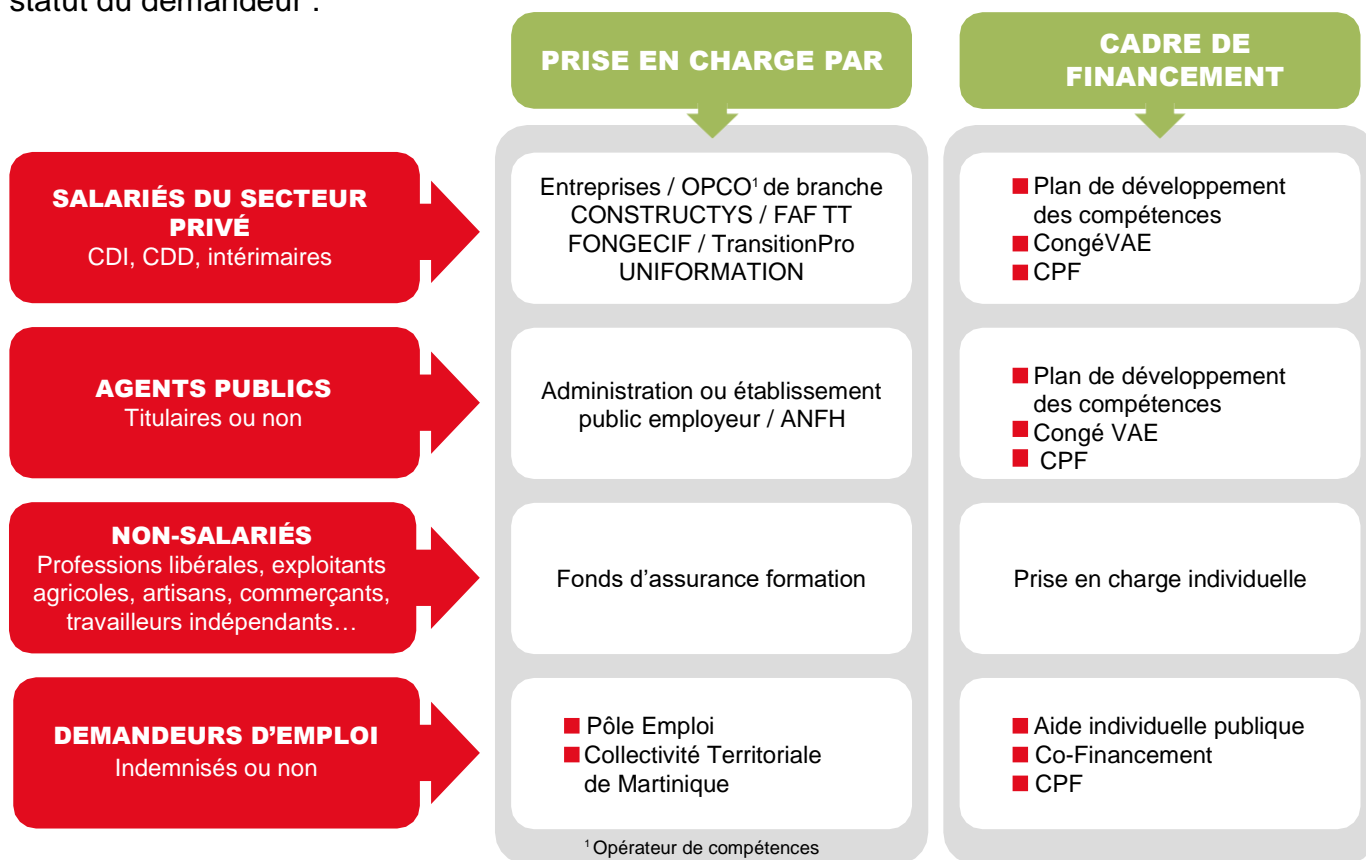 statut du demandeur :
PRISE EN CHARGE PAR
CADRE DE
FINANCEMENT
SALARIÉS DU SECTEUR
PRIVÉ
CDI, CDD, intérimaires
Entreprises / OPCO¹ de branche
CONSTRUCTYS / FAF TT
FONGECIF / TransitionPro
UNIFORMATION
Plan de développement
des compétences
CongéVAE
CPF
AGENTS PUBLICS
Titulaires ou non
Administration ou établissement
public employeur / ANFH
Plan de développement
des compétences
Congé VAE
CPF
NON-SALARIÉS
Professions libérales, exploitants
agricoles, artisans, commerçants,
travailleurs indépendants…
Fonds d’assurance formation
Prise en charge individuelle
DEMANDEURS D’EMPLOI
Indemnisés ou non
Pôle Emploi
Collectivité Territoriale
de Martinique
Aide individuelle publique
Co-Financement
CPF
¹ Opérateur de compétences